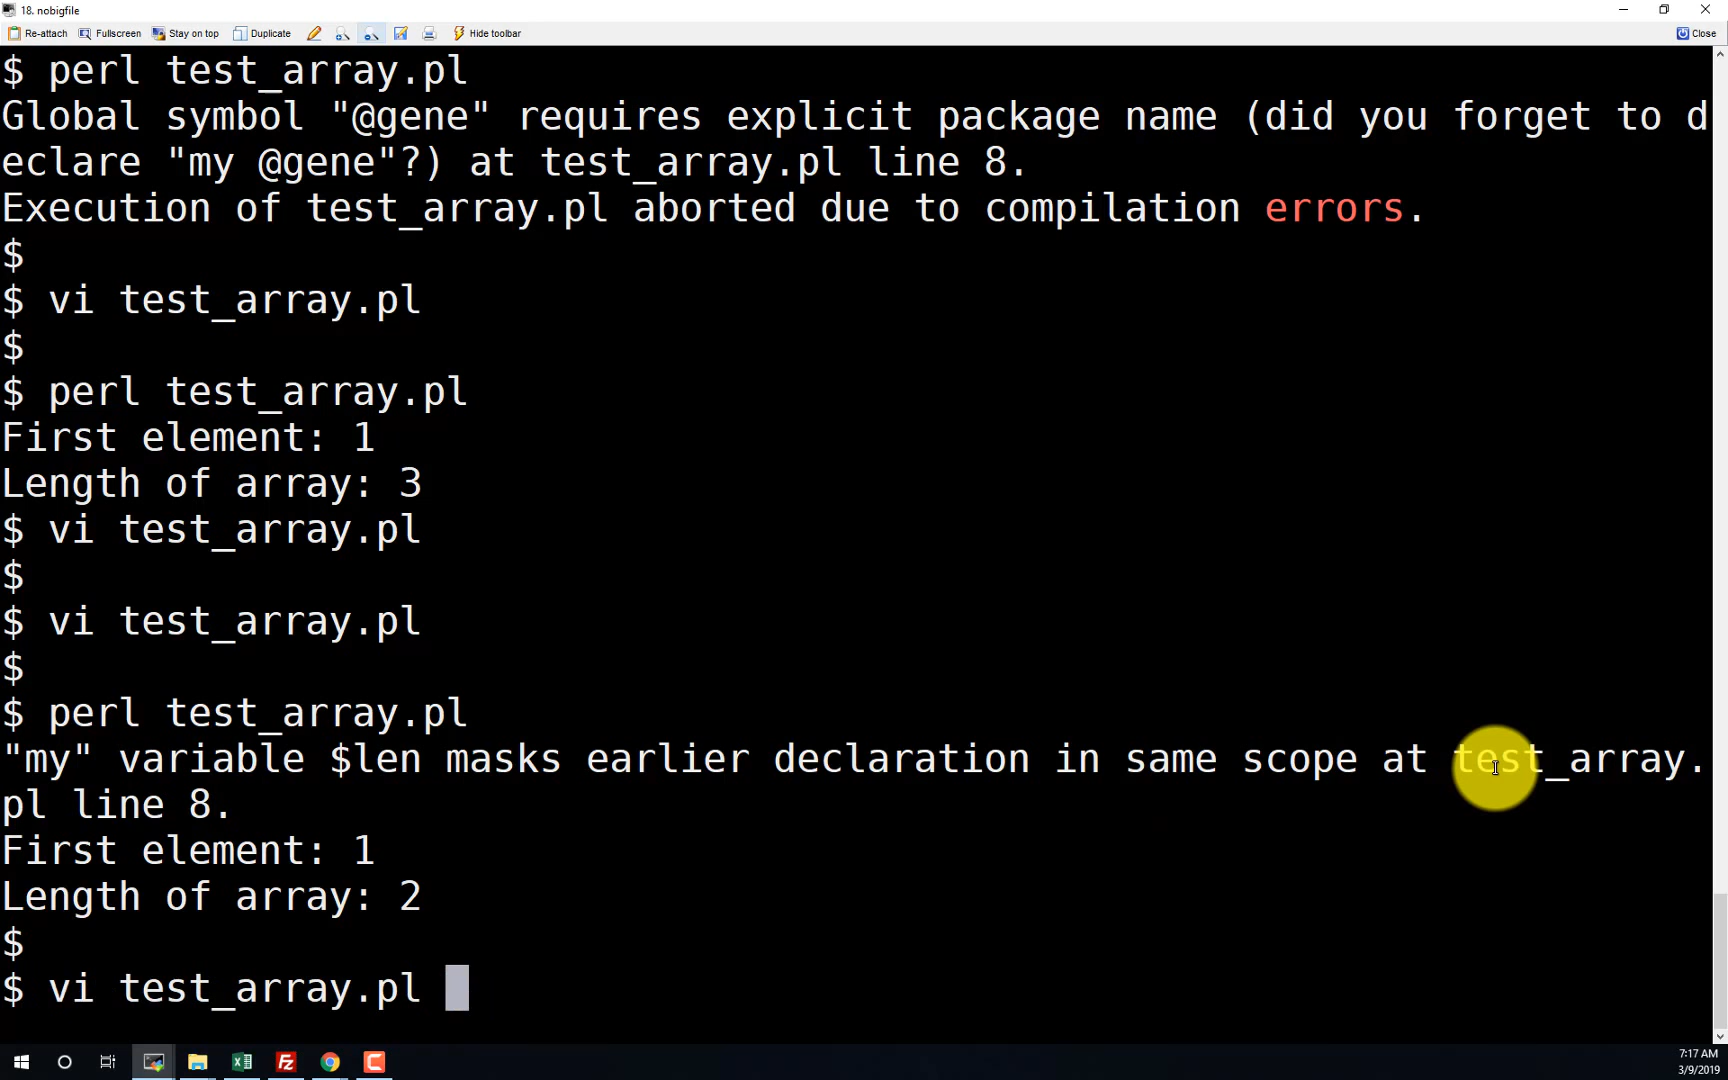 18. nobigfile
Re-attach Fullscreen Stay on top Duplicate Hide toolbar Close
$ perl test_array.pl
Global symbol "@gene" requires explicit package name (did you forget to d
eclare "my @gene"?) at test_array.pl line 8.
Execution of test_array.pl aborted due to compilation errors.
$
$ vi test_array.pl
$
$ perl test_array.pl
First element: 1
Length of array: 3
$ vi test_array.pl
$
$ vi test_array.pl
$
$ perl test_array.pl
"my" variable $len masks earlier declaration in same scope at test_array.
pl line 8.
First element: 1
Length of array: 2
$
$ vi test_array.pl
7:17 AM
3/9/2019